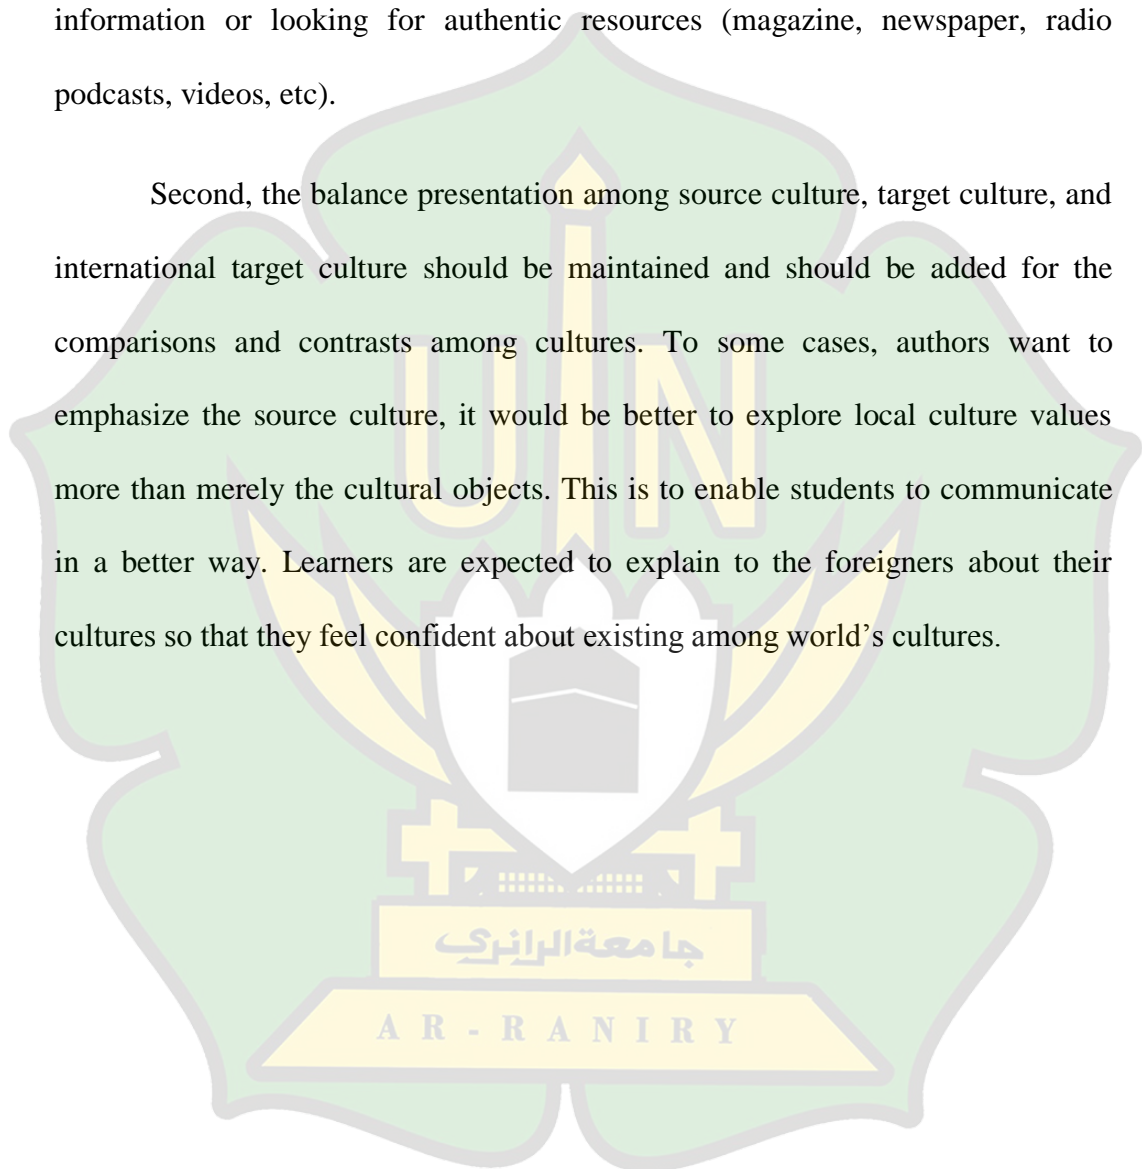 information or looking for authentic resources (magazine, newspaper, radio
podcasts, videos, etc).
Second, the balance presentation among source culture, target culture, and
international target culture should be maintained and should be added for the
comparisons and contrasts among cultures. To some cases, authors want to
emphasize the source culture, it would be better to explore local culture values
more than merely the cultural objects. This is to enable students to communicate
in a better way. Learners are expected to explain to the foreigners about their
cultures so that they feel confident about existing among world’s cultures.
UIN
جامعةالرانري
AR-RANIRY